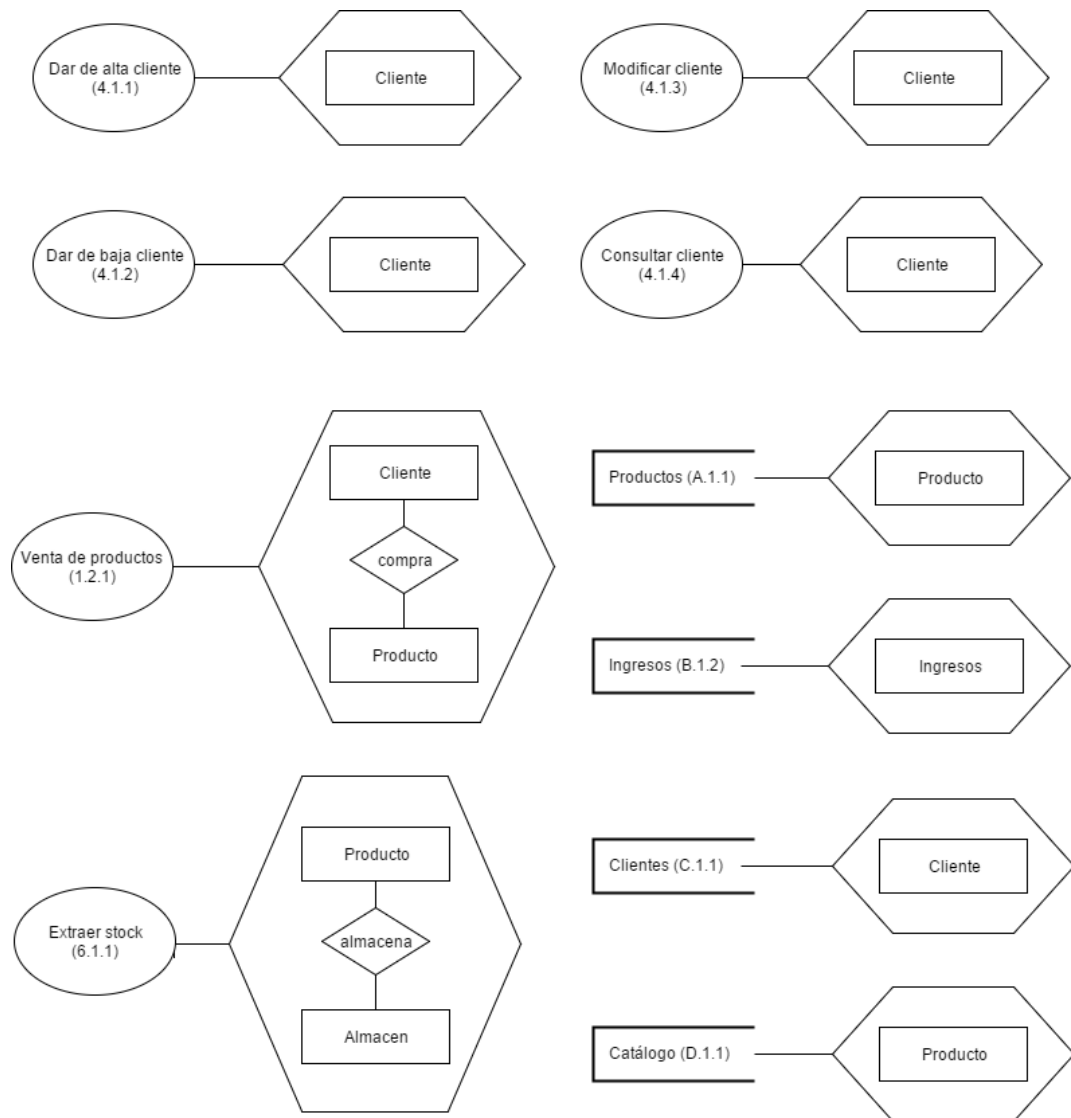 Dar de alta cliente
(4.1.1)
Cliente
Modificar cliente
(4.1.3)
Cliente
Dar de baja cliente
(4.1.2)
Cliente
Consultar cliente
(4.1.4)
Cliente
Venta de productos
(1.2.1)
Cliente
compra
Producto
Productos (A.1.1)
Producto
Ingresos (B.1.2)
Ingresos
Extraer stock
(6.1.1)
Producto
almacena
Almacen
Clientes (C.1.1)
Cliente
Catálogo (D.1.1)
Producto